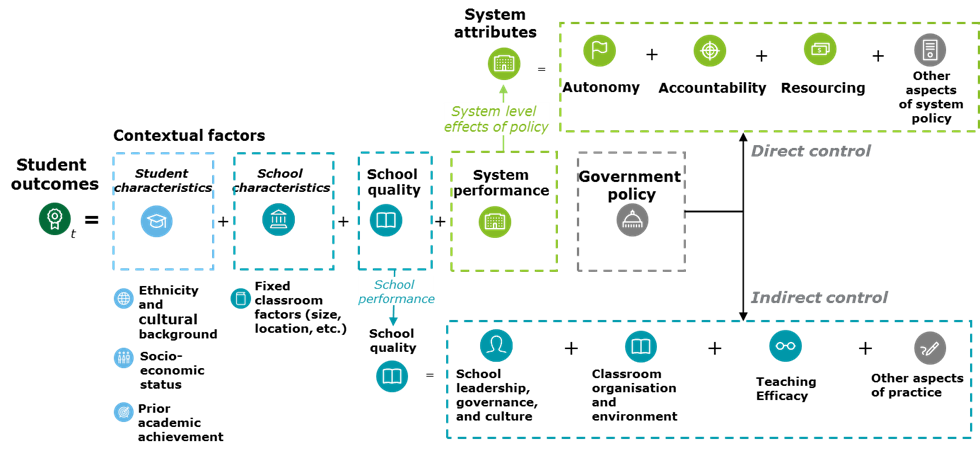 System
attributes
=
Autonomy
+
Accountability
+
Resourcing
+
Other
aspects
of system
policy
System level
effects of policy
Direct control
Contextual factors
Student
outcomes
t
=
Student
characteristics
+
School
characteristics
+
School
quality
+
System
performance
Government
policy
Ethnicity
and
cultural
background
Socio-
economic
status
Prior
academic
achievement
Fixed
classroom
factors (size,
location, etc.)
School
performance
Indirect control
School
quality
=
School
leadership,
governance,
and culture
+
Classroom
organisation
and
environment
+
Teaching
Efficacy
+
Other aspects
of practice